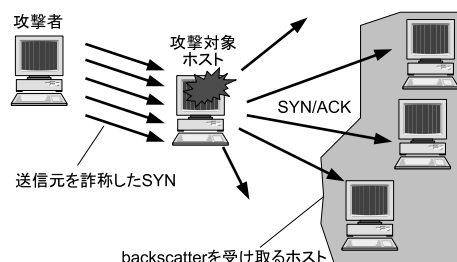 攻撃者
攻撃対象
ホスト
SYN/ACK
送信元を詐称したSYN
backscatterを受け取るホスト